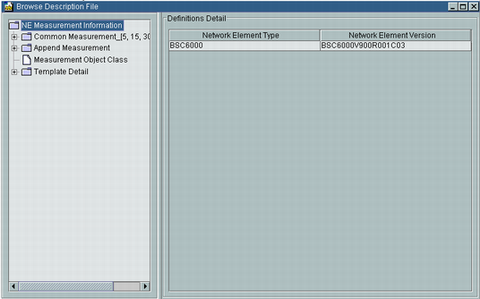 Browse Description File
NE Measurement Information
Common Measurement_[5, 15, 30
Append Measurement
Measurement Object Class
Template Detail
Definitions Detail
Network Element Type Network Element Version
BSC6000 BSC6000V900R001C03